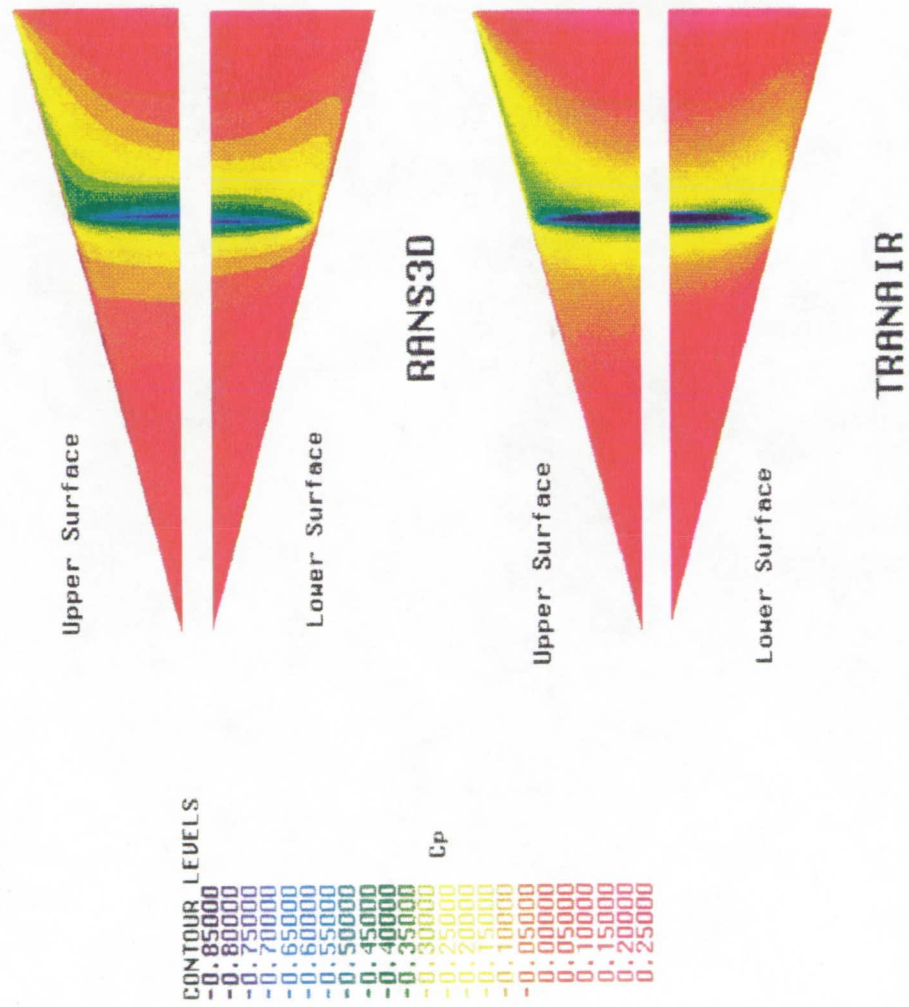 Upper Surface
Lower Surface
RANS3D
Upper Surface
Lower Surface
TRANAIR
CONTOUR LEVELS
-0.85000
-0.80000
-0.75000
-0.70000
-0.65000
-0.60000
-0.55000
-0.50000
-0.45000
-0.40000
-0.35000
-0.30000
-0.25000
-0.20000
-0.15000
-0.10000
-0.05000
0.00000
0.05000
0.10000
0.15000
0.20000
0.25000
Cp